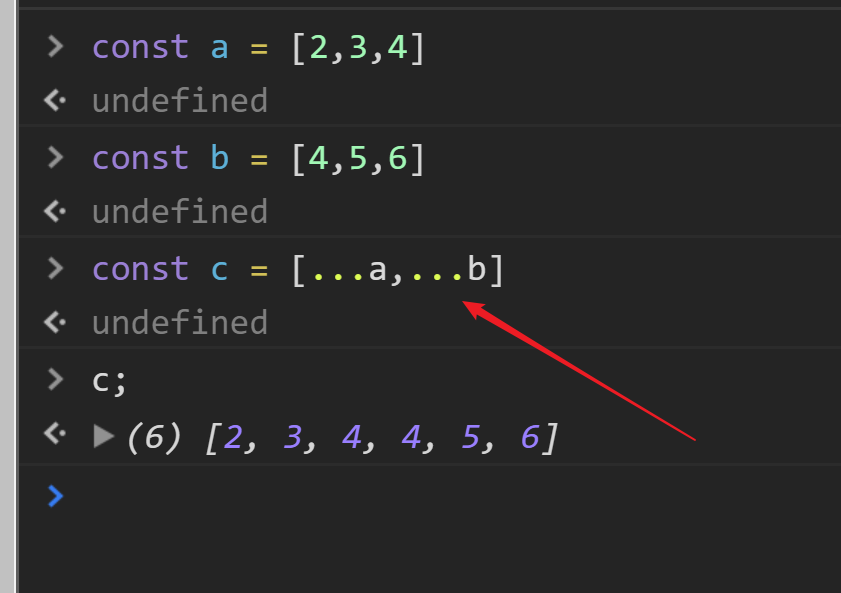 const a = [2,3,4]
undefined
const b = [4,5,6]
undefined
const c = [...a,...b]
undefined
c;
(6) [2, 3, 4, 4, 5, 6]